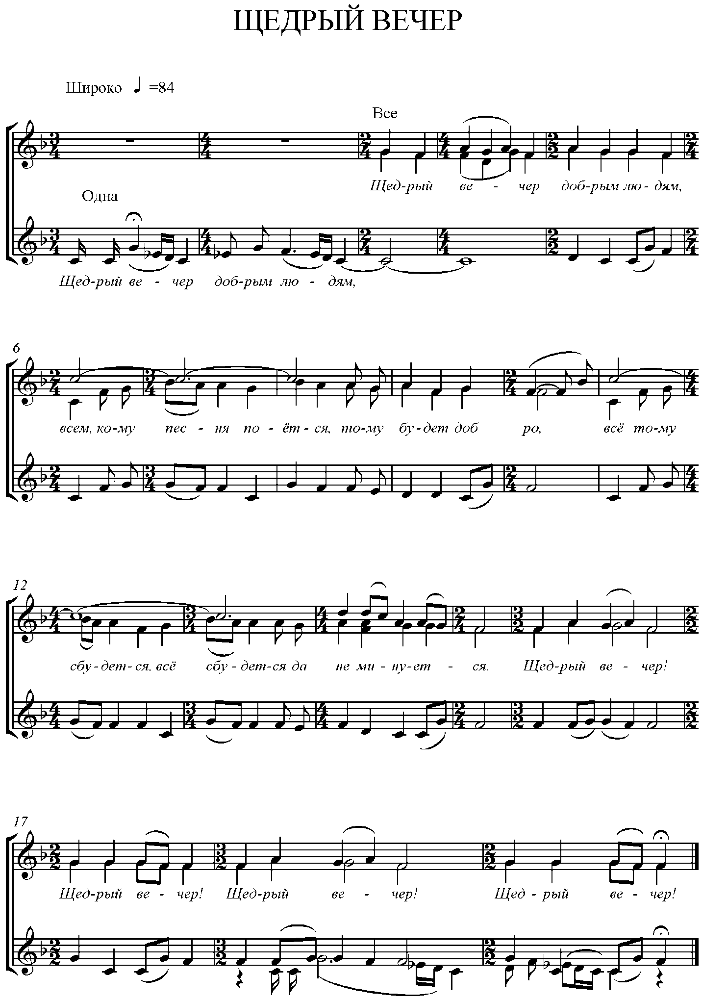 ЩЕДРЫЙ ВЕЧЕР
Широко =84
Все
Щед-рый ве - чер доб-рым лю - дям,
Одна
Щед-рый ве - чер доб-рым лю - дям,
6
всем, ко-му пес - ня по - ёт - ся, то-му бу-дет доб ро, всё то-му
12
сбу-дет-ся, всё сбу - дет-ся да не ми - ну-ет - ся. Щед-рый ве - чер!
17
Щед-рый ве - чер! Щед-рый ве - чер! Щед - рый ве - чер!